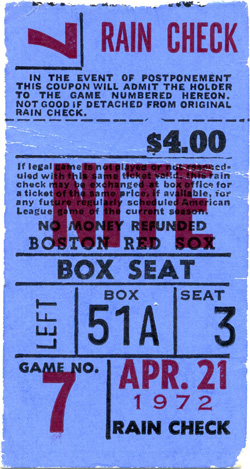 7
RAIN CHECK
IN THE EVENT OF POSTPONEMENT
THIS COUPON WILL ADMIT THE HOLDER
TO THE GAME NUMBERED HEREON.
NOT GOOD IF DETACHED FROM ORIGINAL
RAIN CHECK.
$4.00
If legal game is not played or not resched-
uled with this same ticket valid, this rain
check may be exchanged at box office for
a ticket of the same price, if available, for
any future regularly scheduled American
League game of the current season.
NITE
NO MONEY REFUNDED
BOSTON RED SOX
BOX SEAT
LEFT
BOX
51A
SEAT
3
GAME NO.
7
APR. 21
1972
RAIN CHECK